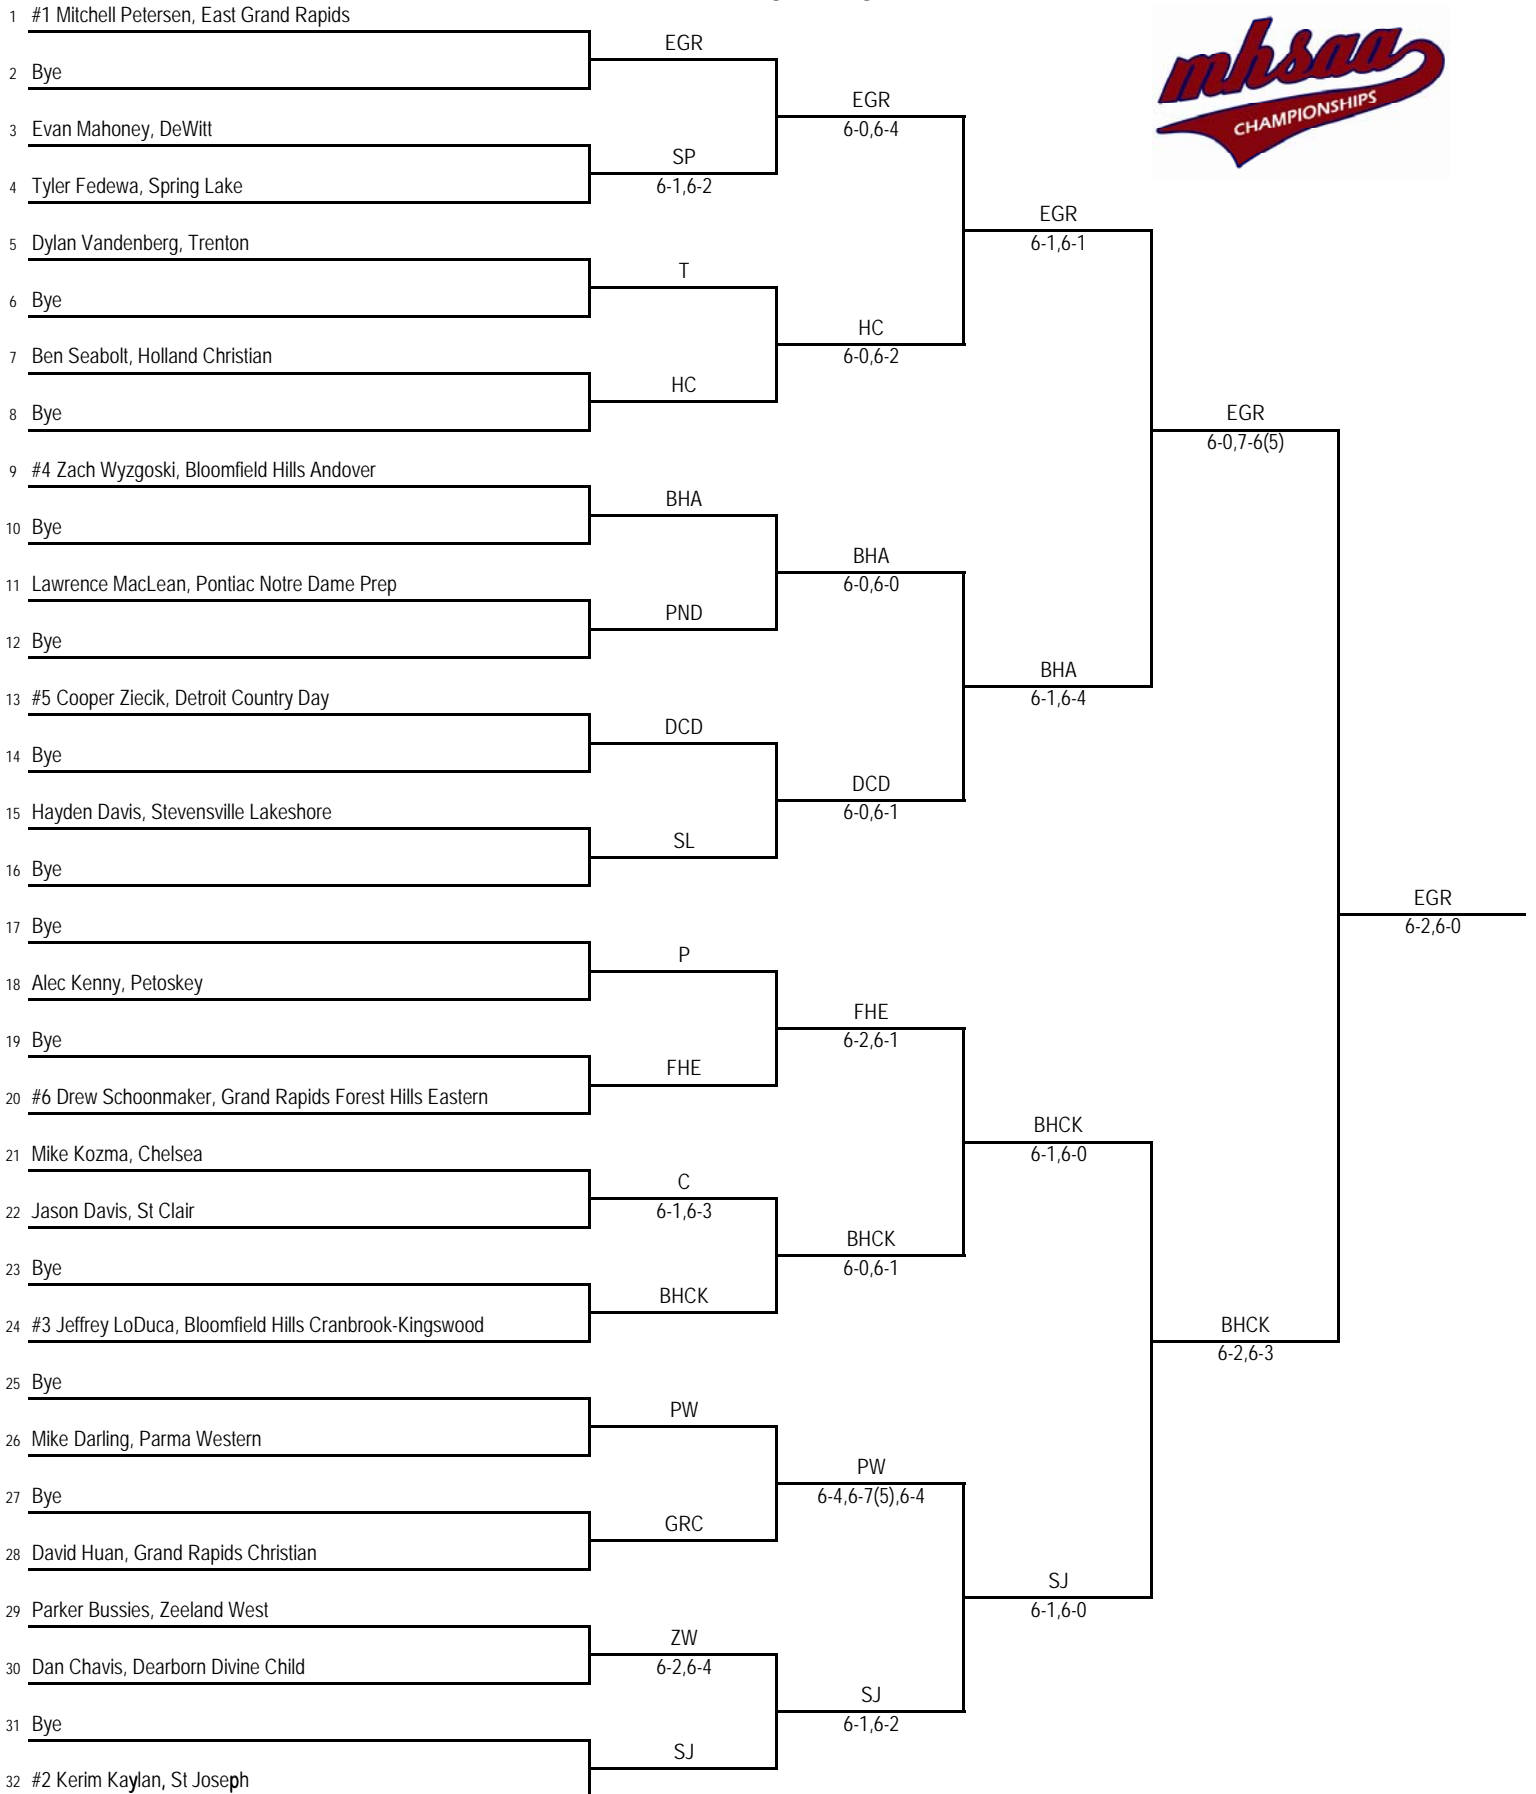 1 #1 Mitchell Petersen, East Grand Rapids
EGR
2 Bye
EGR
6-0,6-4
3 Evan Mahoney, DeWitt
SP
6-1,6-2
4 Tyler Fedewa, Spring Lake
EGR
6-1,6-1
5 Dylan Vandenberg, Trenton
T
6 Bye
HC
6-0,6-2
7 Ben Seabolt, Holland Christian
HC
8 Bye
EGR
6-0,7-6(5)
9 #4 Zach Wyzgoski, Bloomfield Hills Andover
BHA
10 Bye
BHA
6-0,6-0
11 Lawrence MacLean, Pontiac Notre Dame Prep
PND
12 Bye
BHA
6-1,6-4
13 #5 Cooper Ziecik, Detroit Country Day
DCD
14 Bye
DCD
6-0,6-1
15 Hayden Davis, Stevensville Lakeshore
SL
16 Bye
EGR
6-2,6-0
17 Bye
P
18 Alec Kenny, Petoskey
FHE
6-2,6-1
19 Bye
FHE
20 #6 Drew Schoonmaker, Grand Rapids Forest Hills Eastern
BHCK
6-1,6-0
21 Mike Kozma, Chelsea
C
6-1,6-3
22 Jason Davis, St Clair
BHCK
6-0,6-1
23 Bye
BHCK
24 #3 Jeffrey LoDuca, Bloomfield Hills Cranbrook-Kingswood
BHCK
6-2,6-3
25 Bye
PW
26 Mike Darling, Parma Western
PW
6-4,6-7(5),6-4
27 Bye
GRC
28 David Huan, Grand Rapids Christian
SJ
6-1,6-0
29 Parker Bussies, Zeeland West
ZW
6-2,6-4
30 Dan Chavis, Dearborn Divine Child
SJ
6-1,6-2
31 Bye
SJ
32 #2 Kerim Kaylan, St Joseph
mhsaa
CHAMPIONSHIPS